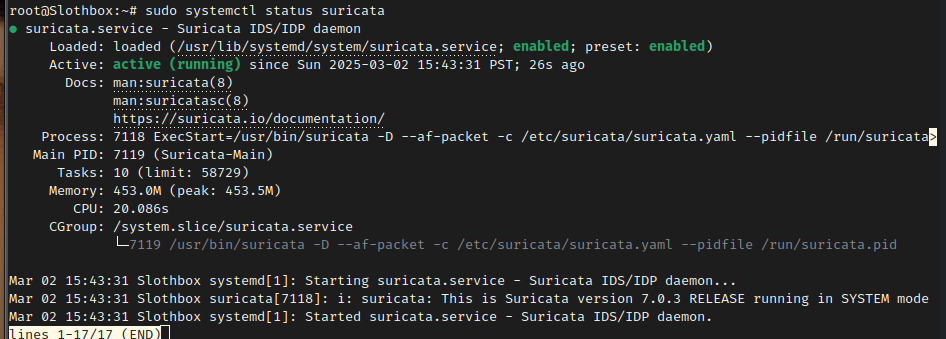 root@Slothbox:~# sudo systemctl status suricata
● suricata.service - Suricata IDS/IDP daemon
     Loaded: loaded (/usr/lib/systemd/system/suricata.service; enabled; preset: enabled)
     Active: active (running) since Sun 2025-03-02 15:43:31 PST; 26s ago
       Docs: man:suricata(8)
             man:suricatasc(8)
             https://suricata.io/documentation/
    Process: 7118 ExecStart=/usr/bin/suricata -D --af-packet -c /etc/suricata/suricata.yaml --pidfile /run/suricata>
   Main PID: 7119 (Suricata-Main)
      Tasks: 10 (limit: 58729)
     Memory: 453.0M (peak: 453.5M)
        CPU: 20.086s
     CGroup: /system.slice/suricata.service
             └─7119 /usr/bin/suricata -D --af-packet -c /etc/suricata/suricata.yaml --pidfile /run/suricata.pid

Mar 02 15:43:31 Slothbox systemd[1]: Starting suricata.service - Suricata IDS/IDP daemon...
Mar 02 15:43:31 Slothbox suricata[7118]: i: suricata: This is Suricata version 7.0.3 RELEASE running in SYSTEM mode
Mar 02 15:43:31 Slothbox systemd[1]: Started suricata.service - Suricata IDS/IDP daemon.
lines 1-17/17 (END)